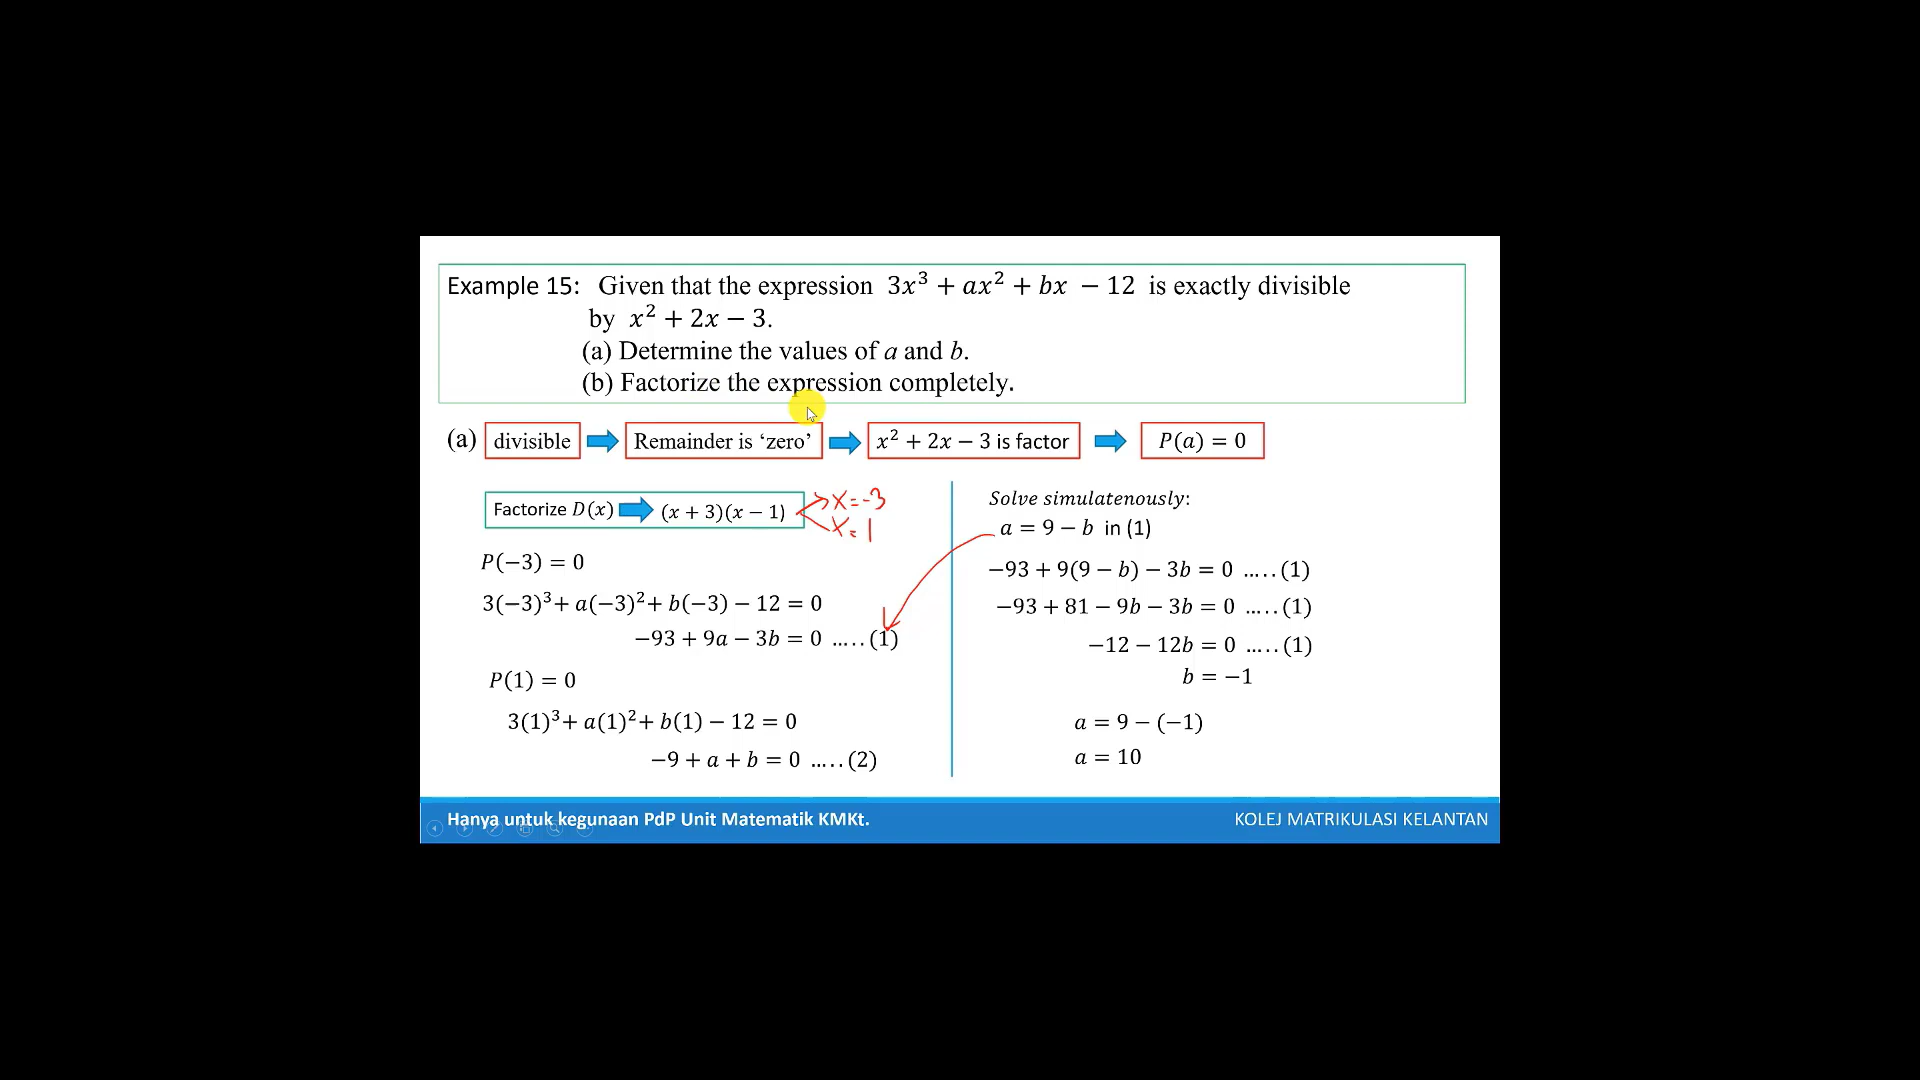 Example 15: Given that the expression 3x³ + ax² + bx − 12 is exactly divisible
by x² + 2x − 3.
(a) Determine the values of a and b.
(b) Factorize the expression completely.
(a) divisible Remainder is ‘zero’ x² + 2x − 3 is factor P(a) = 0
Factorize D(x) (x + 3)(x − 1)
x=-3
x=1
P(−3) = 0
3(−3)³+ a(−3)²+ b(−3) − 12 = 0
−93 + 9a − 3b = 0 .....(1)
P(1) = 0
3(1)³+ a(1)²+ b(1) − 12 = 0
−9 + a + b = 0 .....(2)
Solve simulatenously:
a = 9 − b in (1)
−93 + 9(9 − b) − 3b = 0 .....(1)
−93 + 81 − 9b − 3b = 0 .....(1)
−12 − 12b = 0 .....(1)
b = −1
a = 9 − (−1)
a = 10
Hanya untuk kegunaan PdP Unit Matematik KMKt.
KOLEJ MATRIKULASI KELANTAN